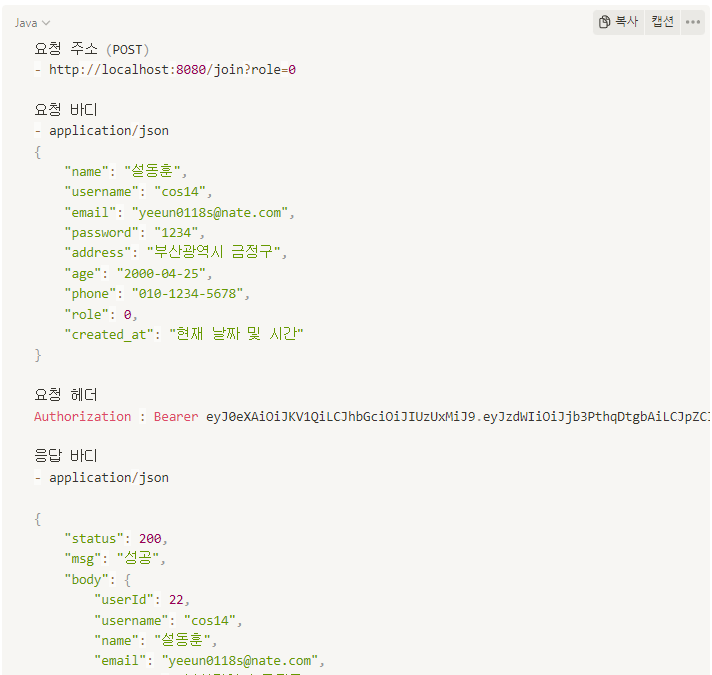 Java
복사 캡션
요청 주소 (POST)
- http://localhost:8080/join?role=0
요청 바디
- application/json
{
"name": "설동훈",
"username": "cos14",
"email": "yeeun0118s@nate.com",
"password": "1234",
"address": "부산광역시 금정구",
"age": "2000-04-25",
"phone": "010-1234-5678",
"role": 0,
"created_at": "현재 날짜 및 시간"
}
요청 헤더
Authorization : Bearer eyJ0eXAiOiJKV1QiLCJhbGciOiJIUzUxMiJ9.eyJzdWIiOiJjb3PthqDtgbAiLCJpZCI
응답 바디
- application/json
{
"status": 200,
"msg": "성공",
"body": {
"userId": 22,
"username": "cos14",
"name": "설동훈",
"email": "yeeun0118s@nate.com",